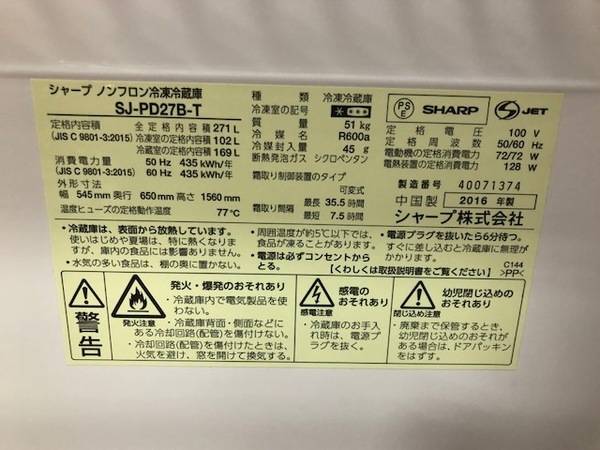 シャープ ノンフロン冷凍冷蔵庫
SJ-PD27B-T
定格内容積 全定格内容積 271 L
(JIS C 9801-3:2015) 冷凍室の定格内容積 102 L
冷蔵室の定格内容積 169 L
消費電力量 50 Hz 435 kWh/年
(JIS C 9801-3:2015) 60 Hz 435 kWh/年
外形寸法
幅 545 mm 奥行 650 mm 高さ 1560 mm
温度ヒューズの定格動作温度 77℃
種類 冷凍冷蔵庫
冷凍室の記号
質量 51 kg
冷媒 R600a
冷媒封入量 45 g
断熱発泡ガス シクロペンタン
霜取り制御装置のタイプ
可変式
霜取り間隔 最長 35.5 時間
最短 7.5 時間
PS
E
SHARP
S JET
定格電圧 100 V
定格周波数 50/60 Hz
電動機の定格消費電力 72/72 W
電熱装置の定格消費電力 128 W
製造番号 40071374
中国製 2016 年製
シャープ株式会社
・冷蔵庫は、表面から放熱しています。
使いはじめや夏場は、特に熱くなりま
すが、庫内の食品には影響ありません。
・水気の多い食品は、棚の奥に置かない。
・周囲温度が約5℃以下では、
食品が凍ることがあります。
・電源は必ずコンセントから
とる。
・電源プラグを抜いたら6分待つ。
すぐに差し込むと冷蔵庫に無理が
かかります。
【くわしくは取扱説明書をご覧ください】
C144
>PP<
警告
発火注意
発火・爆発のおそれあり
・冷蔵庫内で電気製品を使
わない。
・冷蔵庫背面・側面などに
ある冷却回路(配管)を傷付けない。
・冷却回路(配管)を傷付けたときは、
火気を避け、窓を開けて換気する。
感電注意
感電の
おそれあり
・冷蔵庫のお手入
れ時は、電源プ
ラグを抜く。
閉じ込め注意
幼児閉じ込めの
おそれあり
・廃棄まで保管するとき、
幼児閉じ込めのおそれが
ある場合は、ドアパッキン
をはずす。